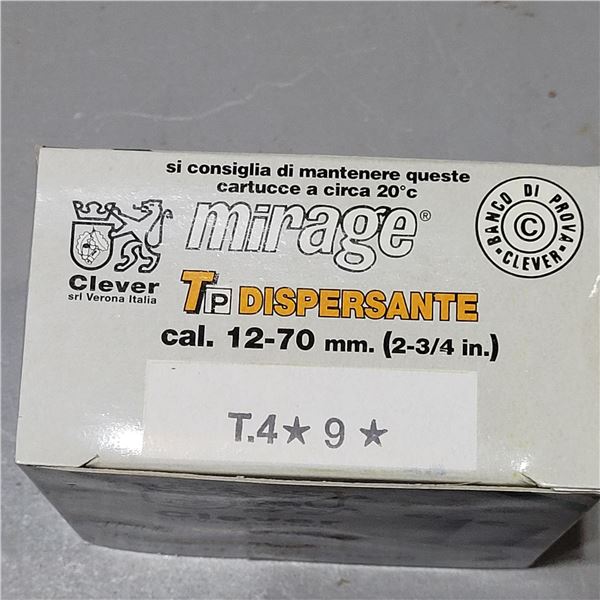 si consiglia di mantenere queste
cartucce a circa 20°c
mirage®
Clever
srl Verona Italia
BANCO DI PROVA
©
- CLEVER -
TP DISPERSANTE
cal. 12-70 mm. (2-3/4 in.)
T.4★ 9 ★